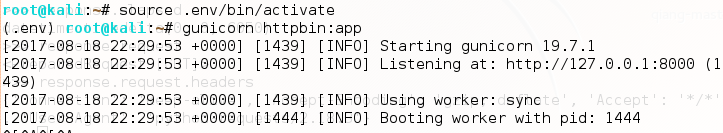 root@kali:~# source .env/bin/activate
(.env) root@kali:~# gunicorn httpbin:app
[2017-08-18 22:29:53 +0000] [1439] [INFO] Starting gunicorn 19.7.1
[2017-08-18 22:29:53 +0000] [1439] [INFO] Listening at: http://127.0.0.1:8000 (1
439)
response.request.headers
[2017-08-18 22:29:53 +0000] [1439] [INFO] Using worker: sync
'Accept': '*/*'
[2017-08-18 22:29:53 +0000] [1444] [INFO] Booting worker with pid: 1444